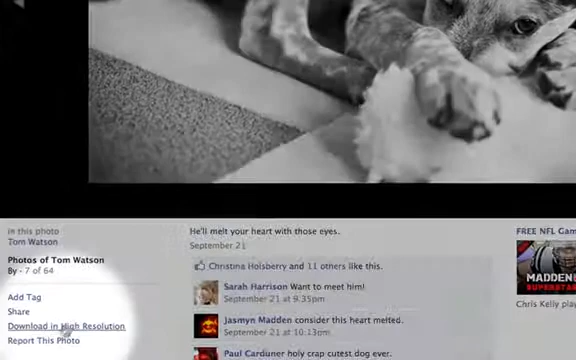 in this photo
Tom Watson
Photos of Tom Watson
By - 7 of 64
Add Tag
Share
Download in High Resolution
Report This Photo
He'll melt your heart with those eyes.
September 21
Christina Holsberry and 11 others like this.
Sarah Harrison Want to meet him!
September 21 at 9:35pm
Jasmyn Madden consider this heart melted.
September 21 at 10:13pm
Paul Carduner holy crap cutest dog ever.
FREE NFL Gam
MADDEN
SUPERSTA
Chris Kelly play